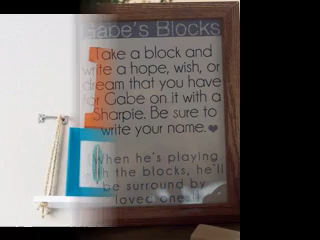 Gabe's Blocks
Take a block and
write a hope, wish, or
dream that you have
for Gabe on it with a
Sharpie. Be sure to
write your name.
When he's playing
with the blocks, he'll
be surround by
loved ones!